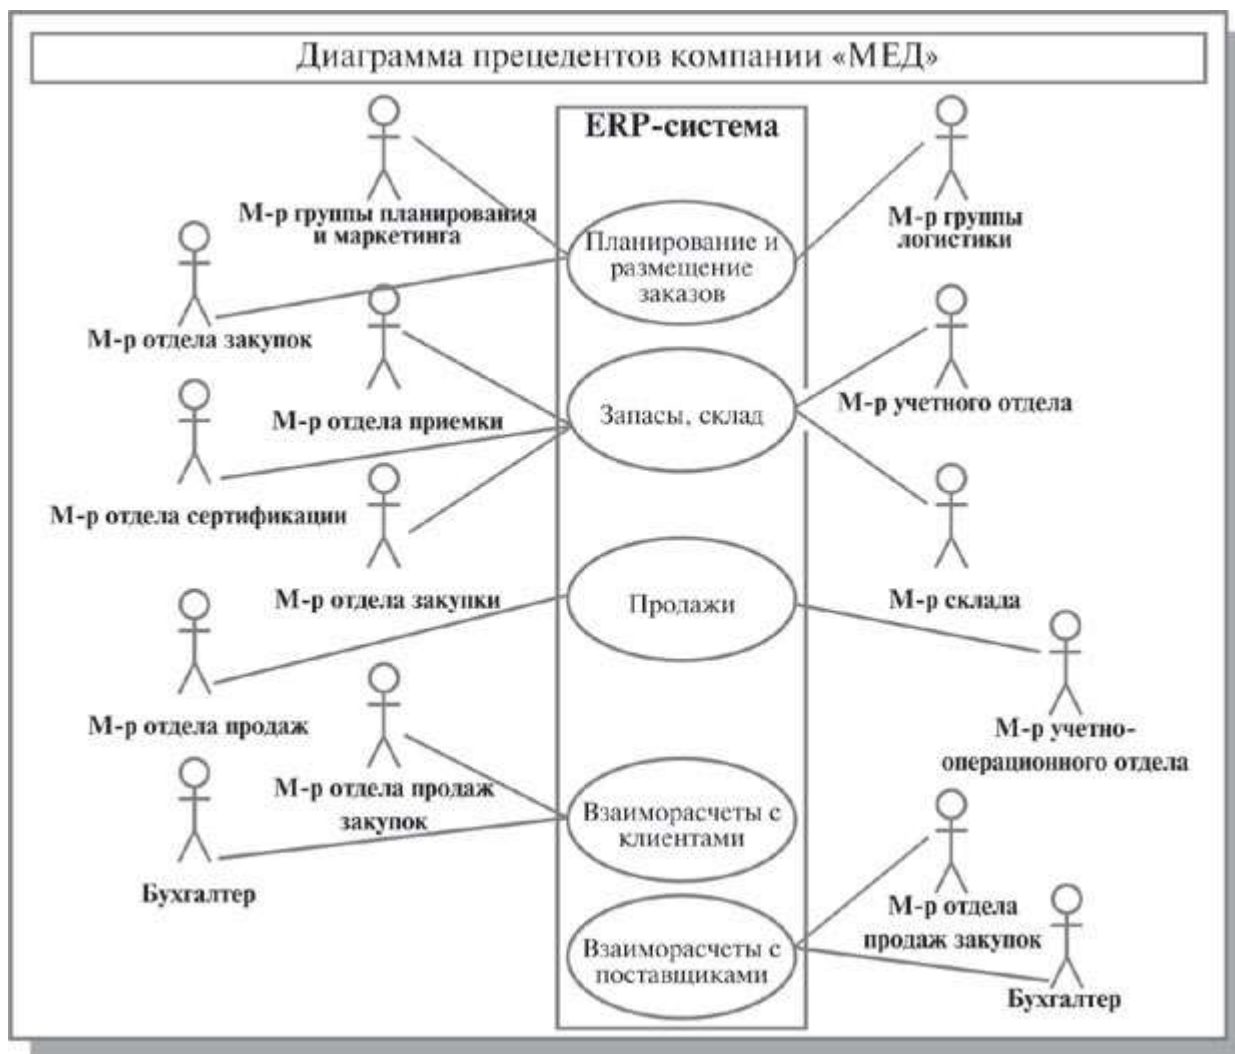 Диаграмма прецедентов компании «МЕД»
ERP-система
М-р группы планирования
и маркетинга
М-р группы
логистики
Планирование и
размещение
заказов
М-р отдела закупок
М-р отдела приемки
Запасы, склад
М-р учетного отдела
М-р отдела сертификации
М-р отдела закупки
Продажи
М-р склада
М-р отдела продаж
М-р учетно-
операционного отдела
М-р отдела продаж
закупок
Взаиморасчеты с
клиентами
Бухгалтер
М-р отдела
продаж закупок
Взаиморасчеты с
поставщиками
Бухгалтер